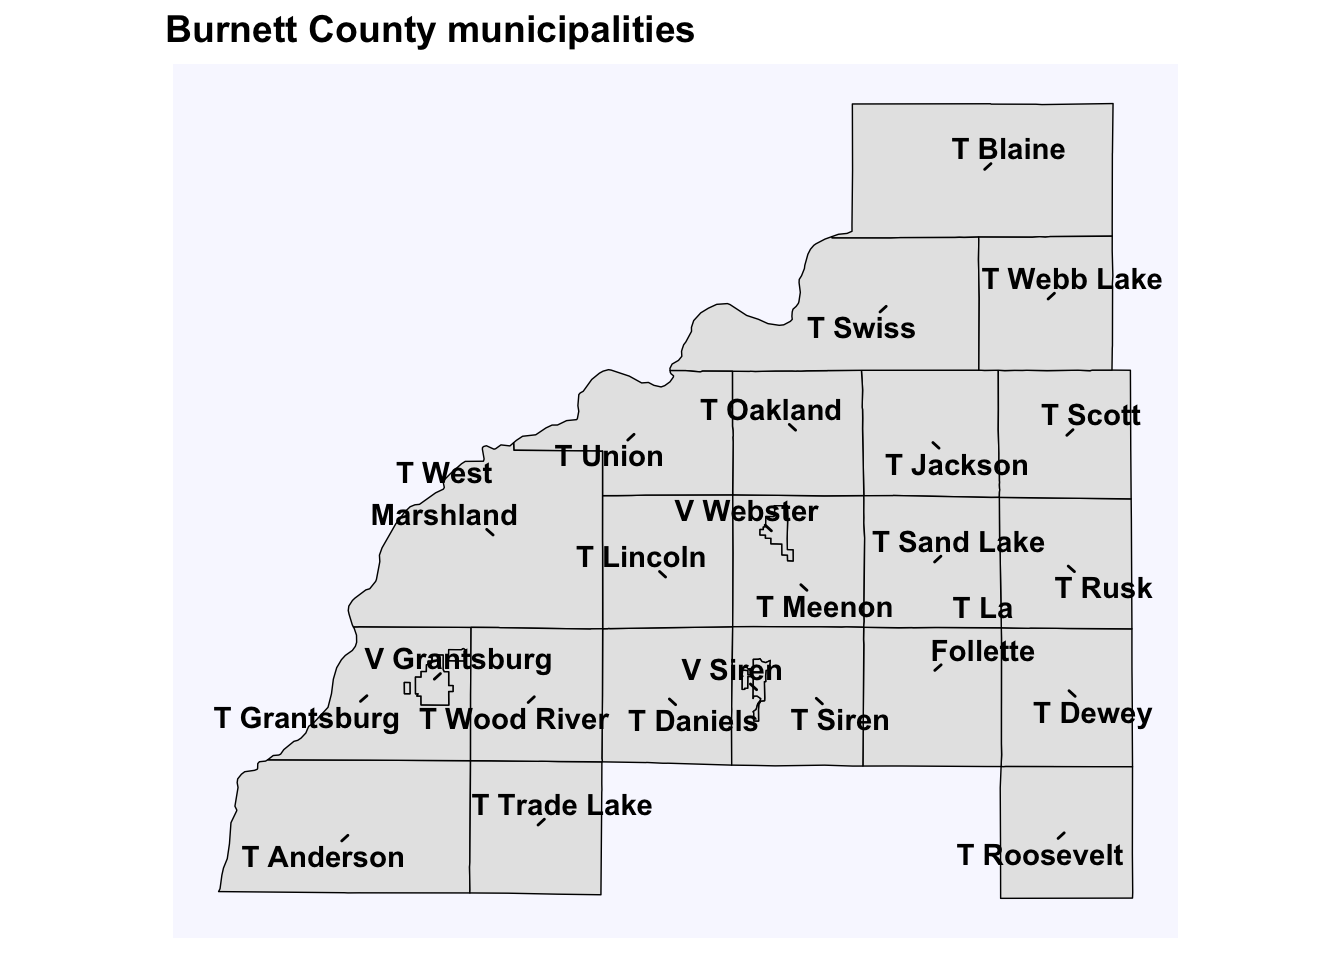 Burnett County municipalities
T Blaine
T Webb Lake
T Swiss
T Oakland
T Scott
T Union
T Jackson
T West
Marshland
V Webster
T Sand Lake
T Lincoln
T Rusk
T Meenon
T La
Follette
V Grantsburg
V Siren
T Dewey
T Grantsburg
T Wood River
T Daniels
T Siren
T Trade Lake
T Anderson
T Roosevelt